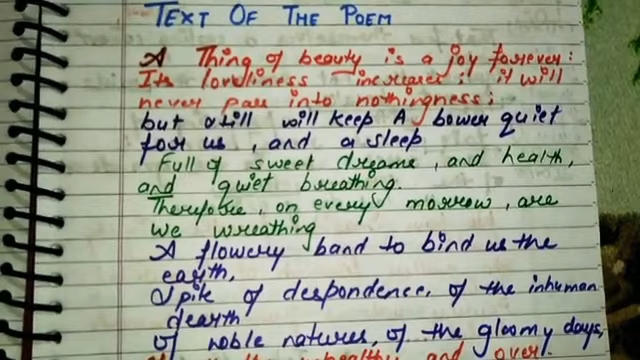 TEXT OF THE POEM
A Thing of beauty is a joy forever:
Its loveliness increases; it will
never pass into nothingness;
but still will keep A bower quiet
for us, and a sleep
Full of sweet dreams, and health,
and quiet breathing.
Therefore, on every morrow, are
we wreathing
A flowery band to bind us the
earth,
Spite of despondence, of the inhuman
dearth
of noble natures, of the gloomy days,
and over